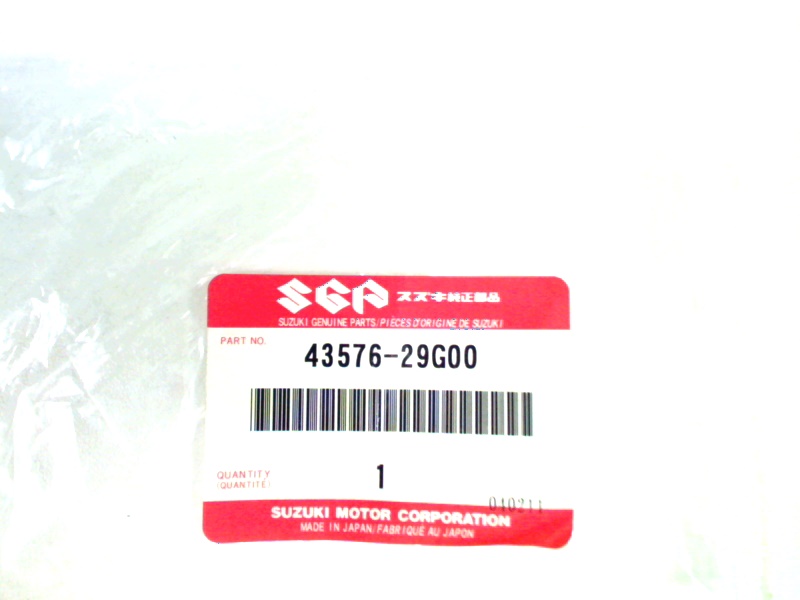 SGP スズキ純正部品
SUZUKI GENUINE PARTS/PIÈCES D'ORIGINE DE SUZUKI
PART NO.
43576-29G00
QUANTITY
(QUANTITÉ)
1
040211
SUZUKI MOTOR CORPORATION
MADE IN JAPAN/FABRIQUÉ AU JAPON